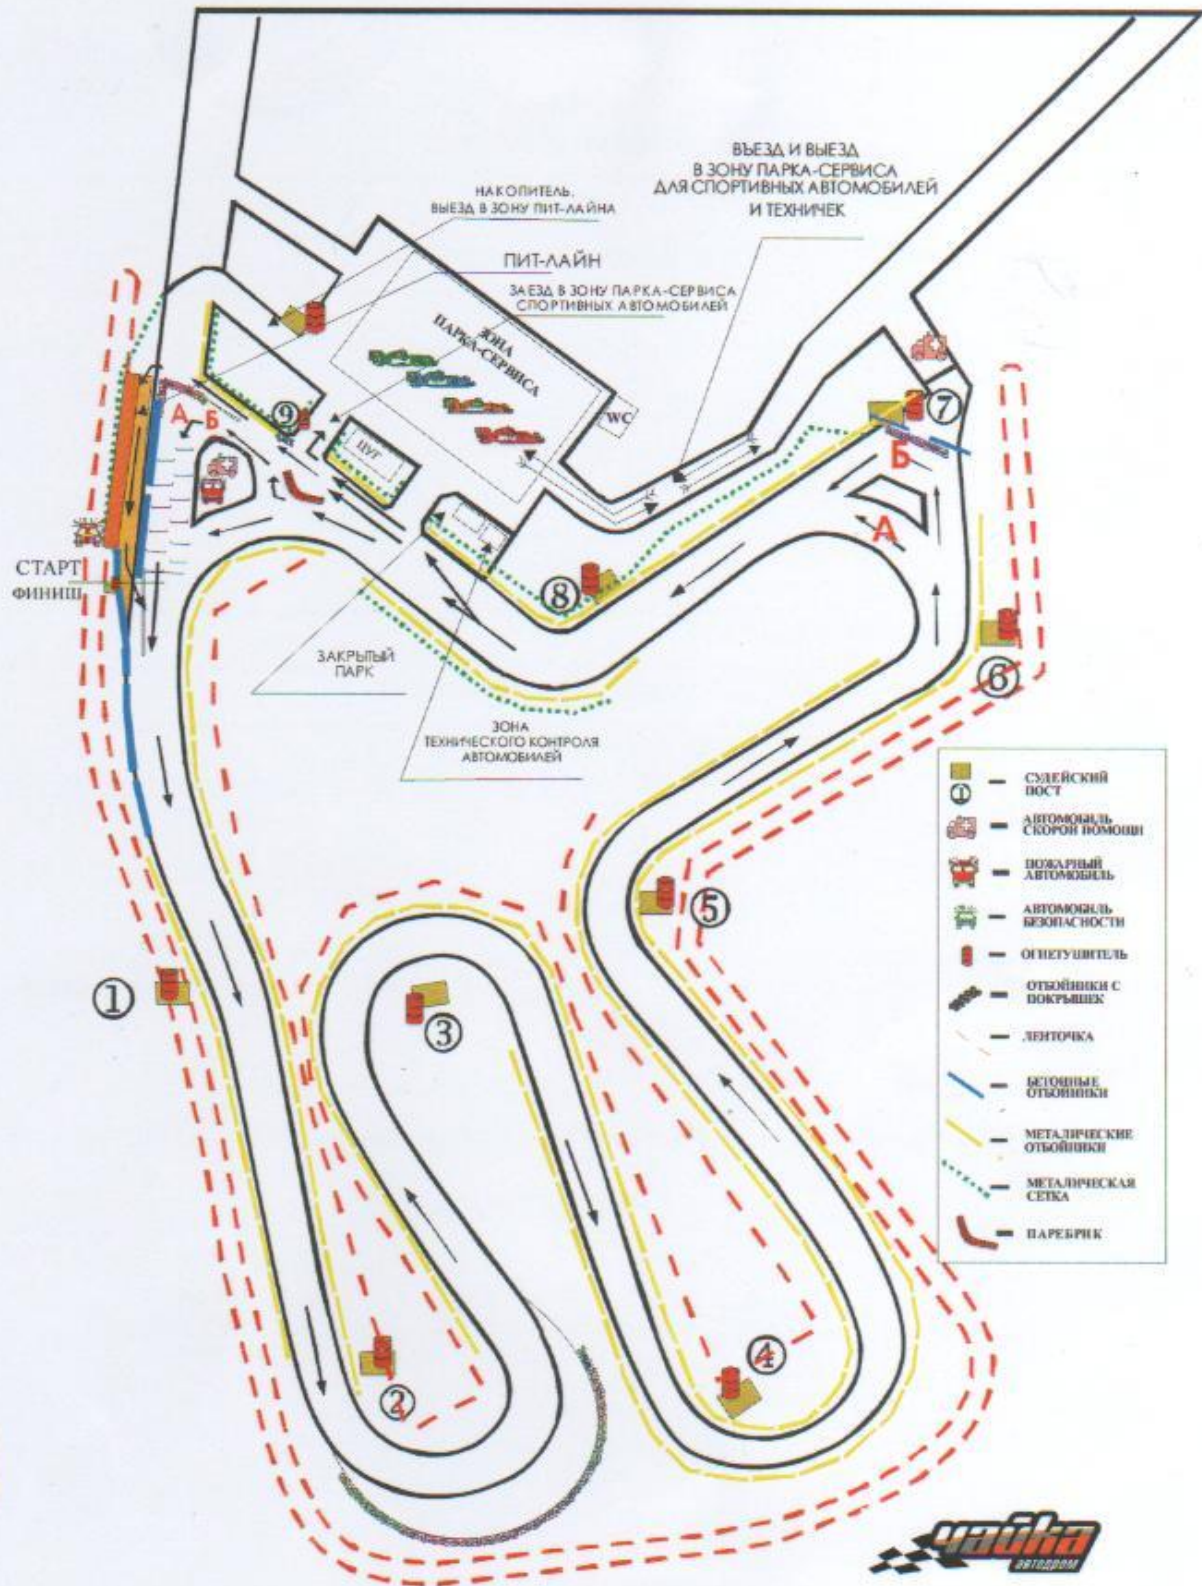 ВЪЕЗД И ВЫЕЗД
В ЗОНУ ПАРКА-СЕРВИСА
ДЛЯ СПОРТИВНЫХ АВТОМОБИЛЕЙ
И ТЕХНИЧЕК
НАКОПИТЕЛЬ.
ВЫЕЗД В ЗОНУ ПИТ-ЛАЙНА
ПИТ-ЛАЙН
ЗАЕЗД В ЗОНУ ПАРКА-СЕРВИСА
СПОРТИВНЫХ АВТОМОБИЛЕЙ
ЗОНА
ПАРКА-СЕРВИСА
WC
7
А
Б
9
ЦУГ
Б
А
СТАРТ
ФИНИШ
8
ЗАКРЫТЫЙ
ПАРК
6
ЗОНА
ТЕХНИЧЕСКОГО КОНТРОЛЯ
АВТОМОБИЛЕЙ
1 — СУДЕЙСКИЙ
ПОСТ
— АВТОМОБИЛЬ
СКОРОЙ ПОМОЩИ
— ПОЖАРНЫЙ
АВТОМОБИЛЬ
— АВТОМОБИЛЬ
БЕЗОПАСНОСТИ
— ОГНЕТУШИТЕЛЬ
— ОТБОЙНИКИ С
ПОКРЫШЕК
— ЛЕНТОЧКА
— БЕТОННЫЕ
ОТБОЙНИКИ
— МЕТАЛИЧЕСКИЕ
ОТБОЙНИКИ
— МЕТАЛИЧЕСКАЯ
СЕТКА
— ПАРЕБРИК
5
1
3
4
2
чайка
автодром